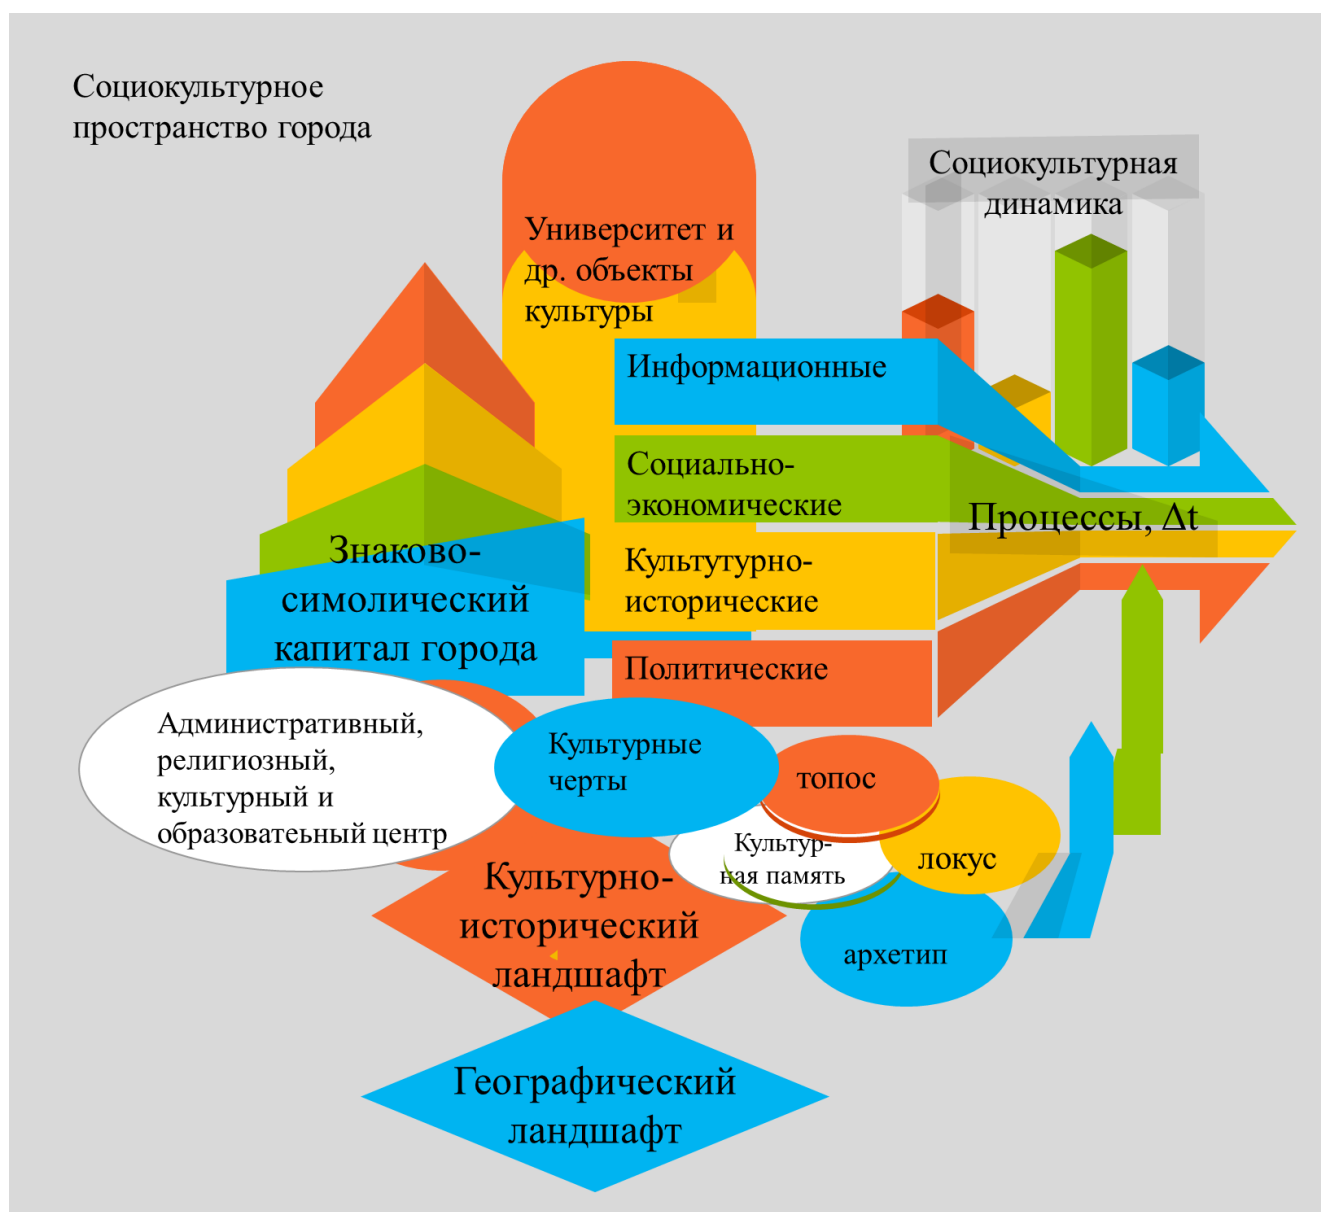 Социокультурное
пространство города
Социокультурная
динамика
Университет и
др. объекты
культуры
Информационные
Социально-
экономические
Процессы, Δt
Культутурно-
исторические
Политические
Знаково-
симолический
капитал города
Административный,
религиозный,
культурный и
образоватеьный центр
Культурные
черты
топос
Культур-
ная память
локус
архетип
Культурно-
исторический
ландшафт
Географический
ландшафт